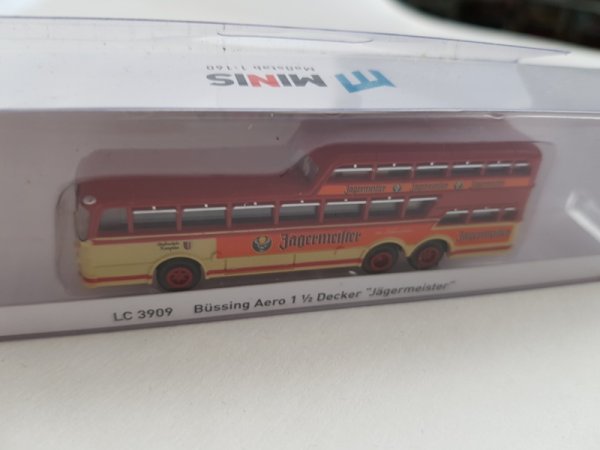 MINIS
Maßstab 1:160
Jägermeister
Jägermeister
Jägermeister
Jägermeister
Jägermeister
LC 3909 Büssing Aero 1 ½ Decker "Jägermeister"